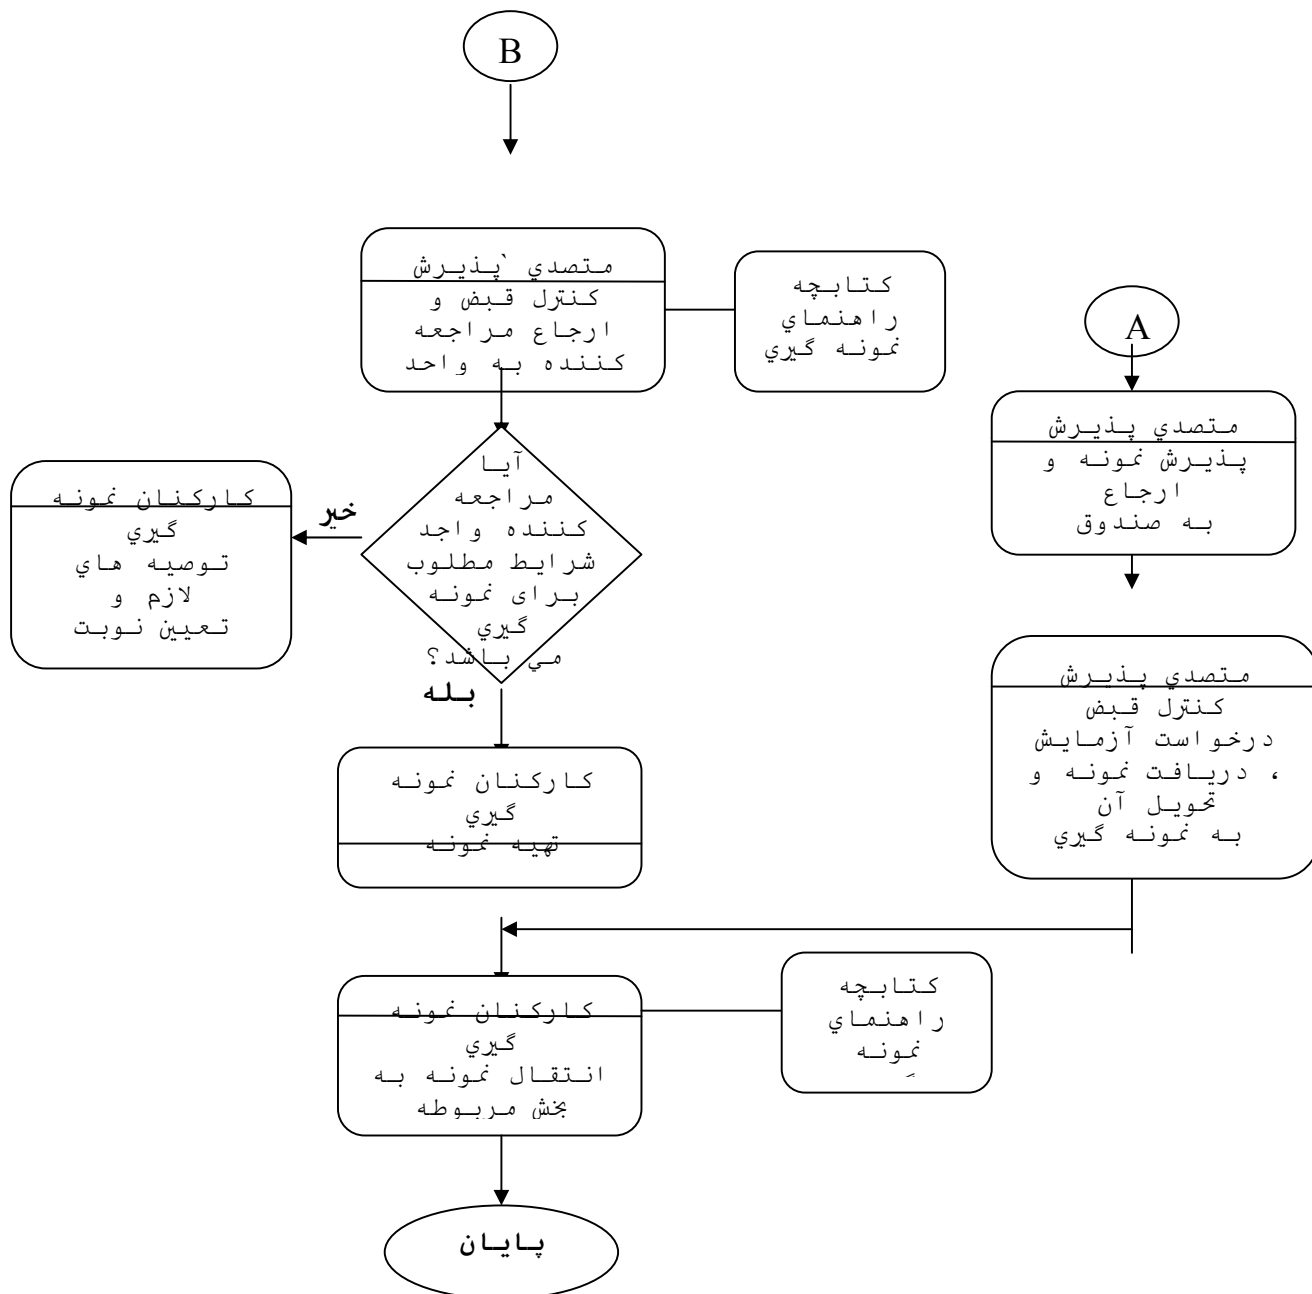 B
متصدي `پذيرش
كنترل قبض و
ارجاع مراجعه
كننده به واحد
كتابچه
راهنماي
نمونه گيري
A
متصدي پذيرش
پذيرش نمونه و
ارجاع
به صندوق
آيا
مراجعه
كننده واجد
شرايط مطلوب
برای نمونه
گيري
مي باشد؟
خير
بله
كاركنان نمونه
گيري
توصيه هاي
لازم و
تعيين نوبت
متصدي پذيرش
كنترل قبض
درخواست آزمايش
، دريافت نمونه و
تحويل آن
به نمونه گيري
كاركنان نمونه
گيري
تهيه نمونه
كاركنان نمونه
گيري
انتقال نمونه به
بخش مربوطه
كتابچه
راهنماي
نمونه
پايان